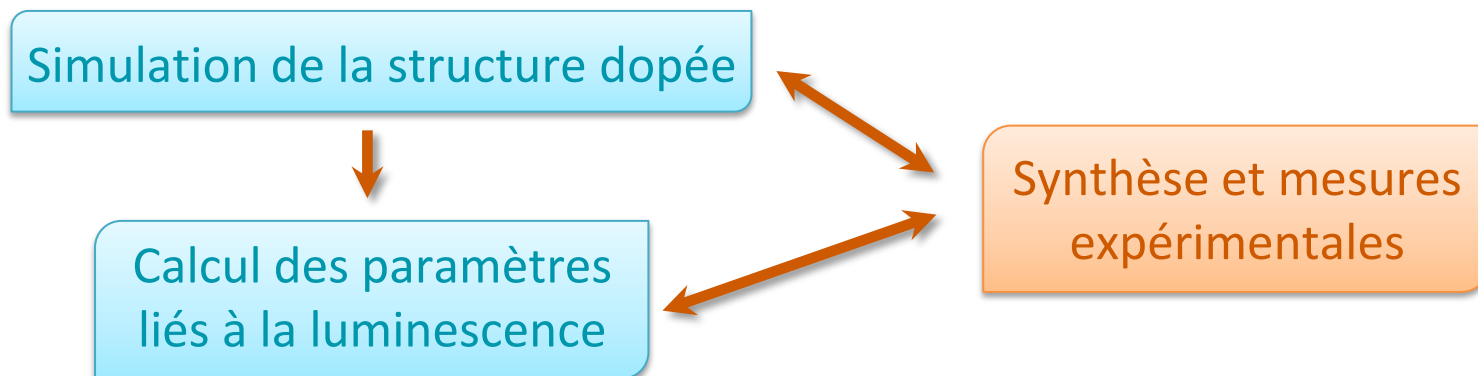 Simulation de la structure dopée
Synthèse et mesures
expérimentales
Calcul des paramètres
liés à la luminescence